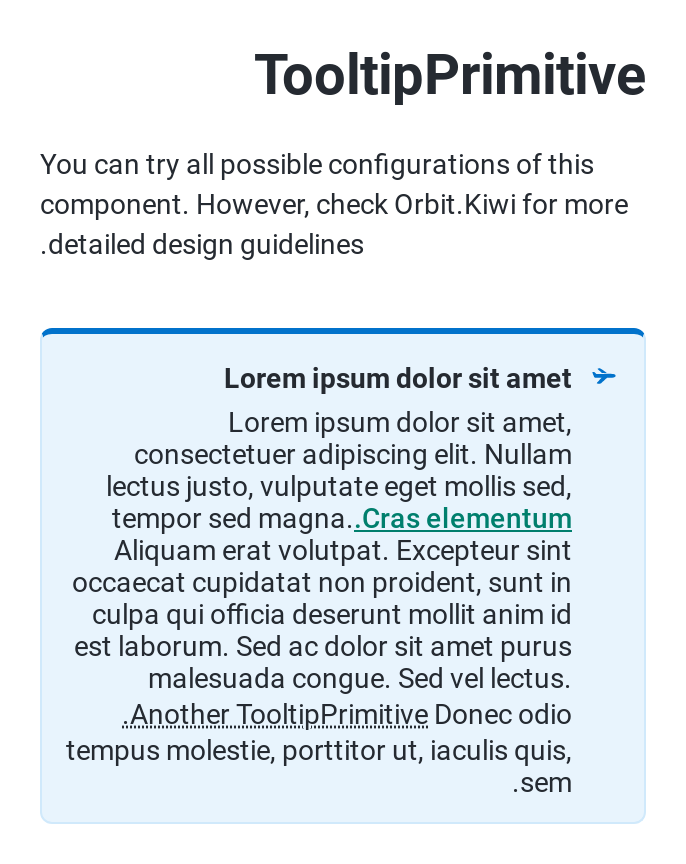 TooltipPrimitive
You can try all possible configurations of this
component. However, check Orbit.Kiwi for more
.detailed design guidelines
Lorem ipsum dolor sit amet
Lorem ipsum dolor sit amet,
consectetuer adipiscing elit. Nullam
lectus justo, vulputate eget mollis sed,
tempor sed magna..Cras elementum
Aliquam erat volutpat. Excepteur sint
occaecat cupidatat non proident, sunt in
culpa qui officia deserunt mollit anim id
est laborum. Sed ac dolor sit amet purus
malesuada congue. Sed vel lectus.
.Another TooltipPrimitive Donec odio
tempus molestie, porttitor ut, iaculis quis,
.sem